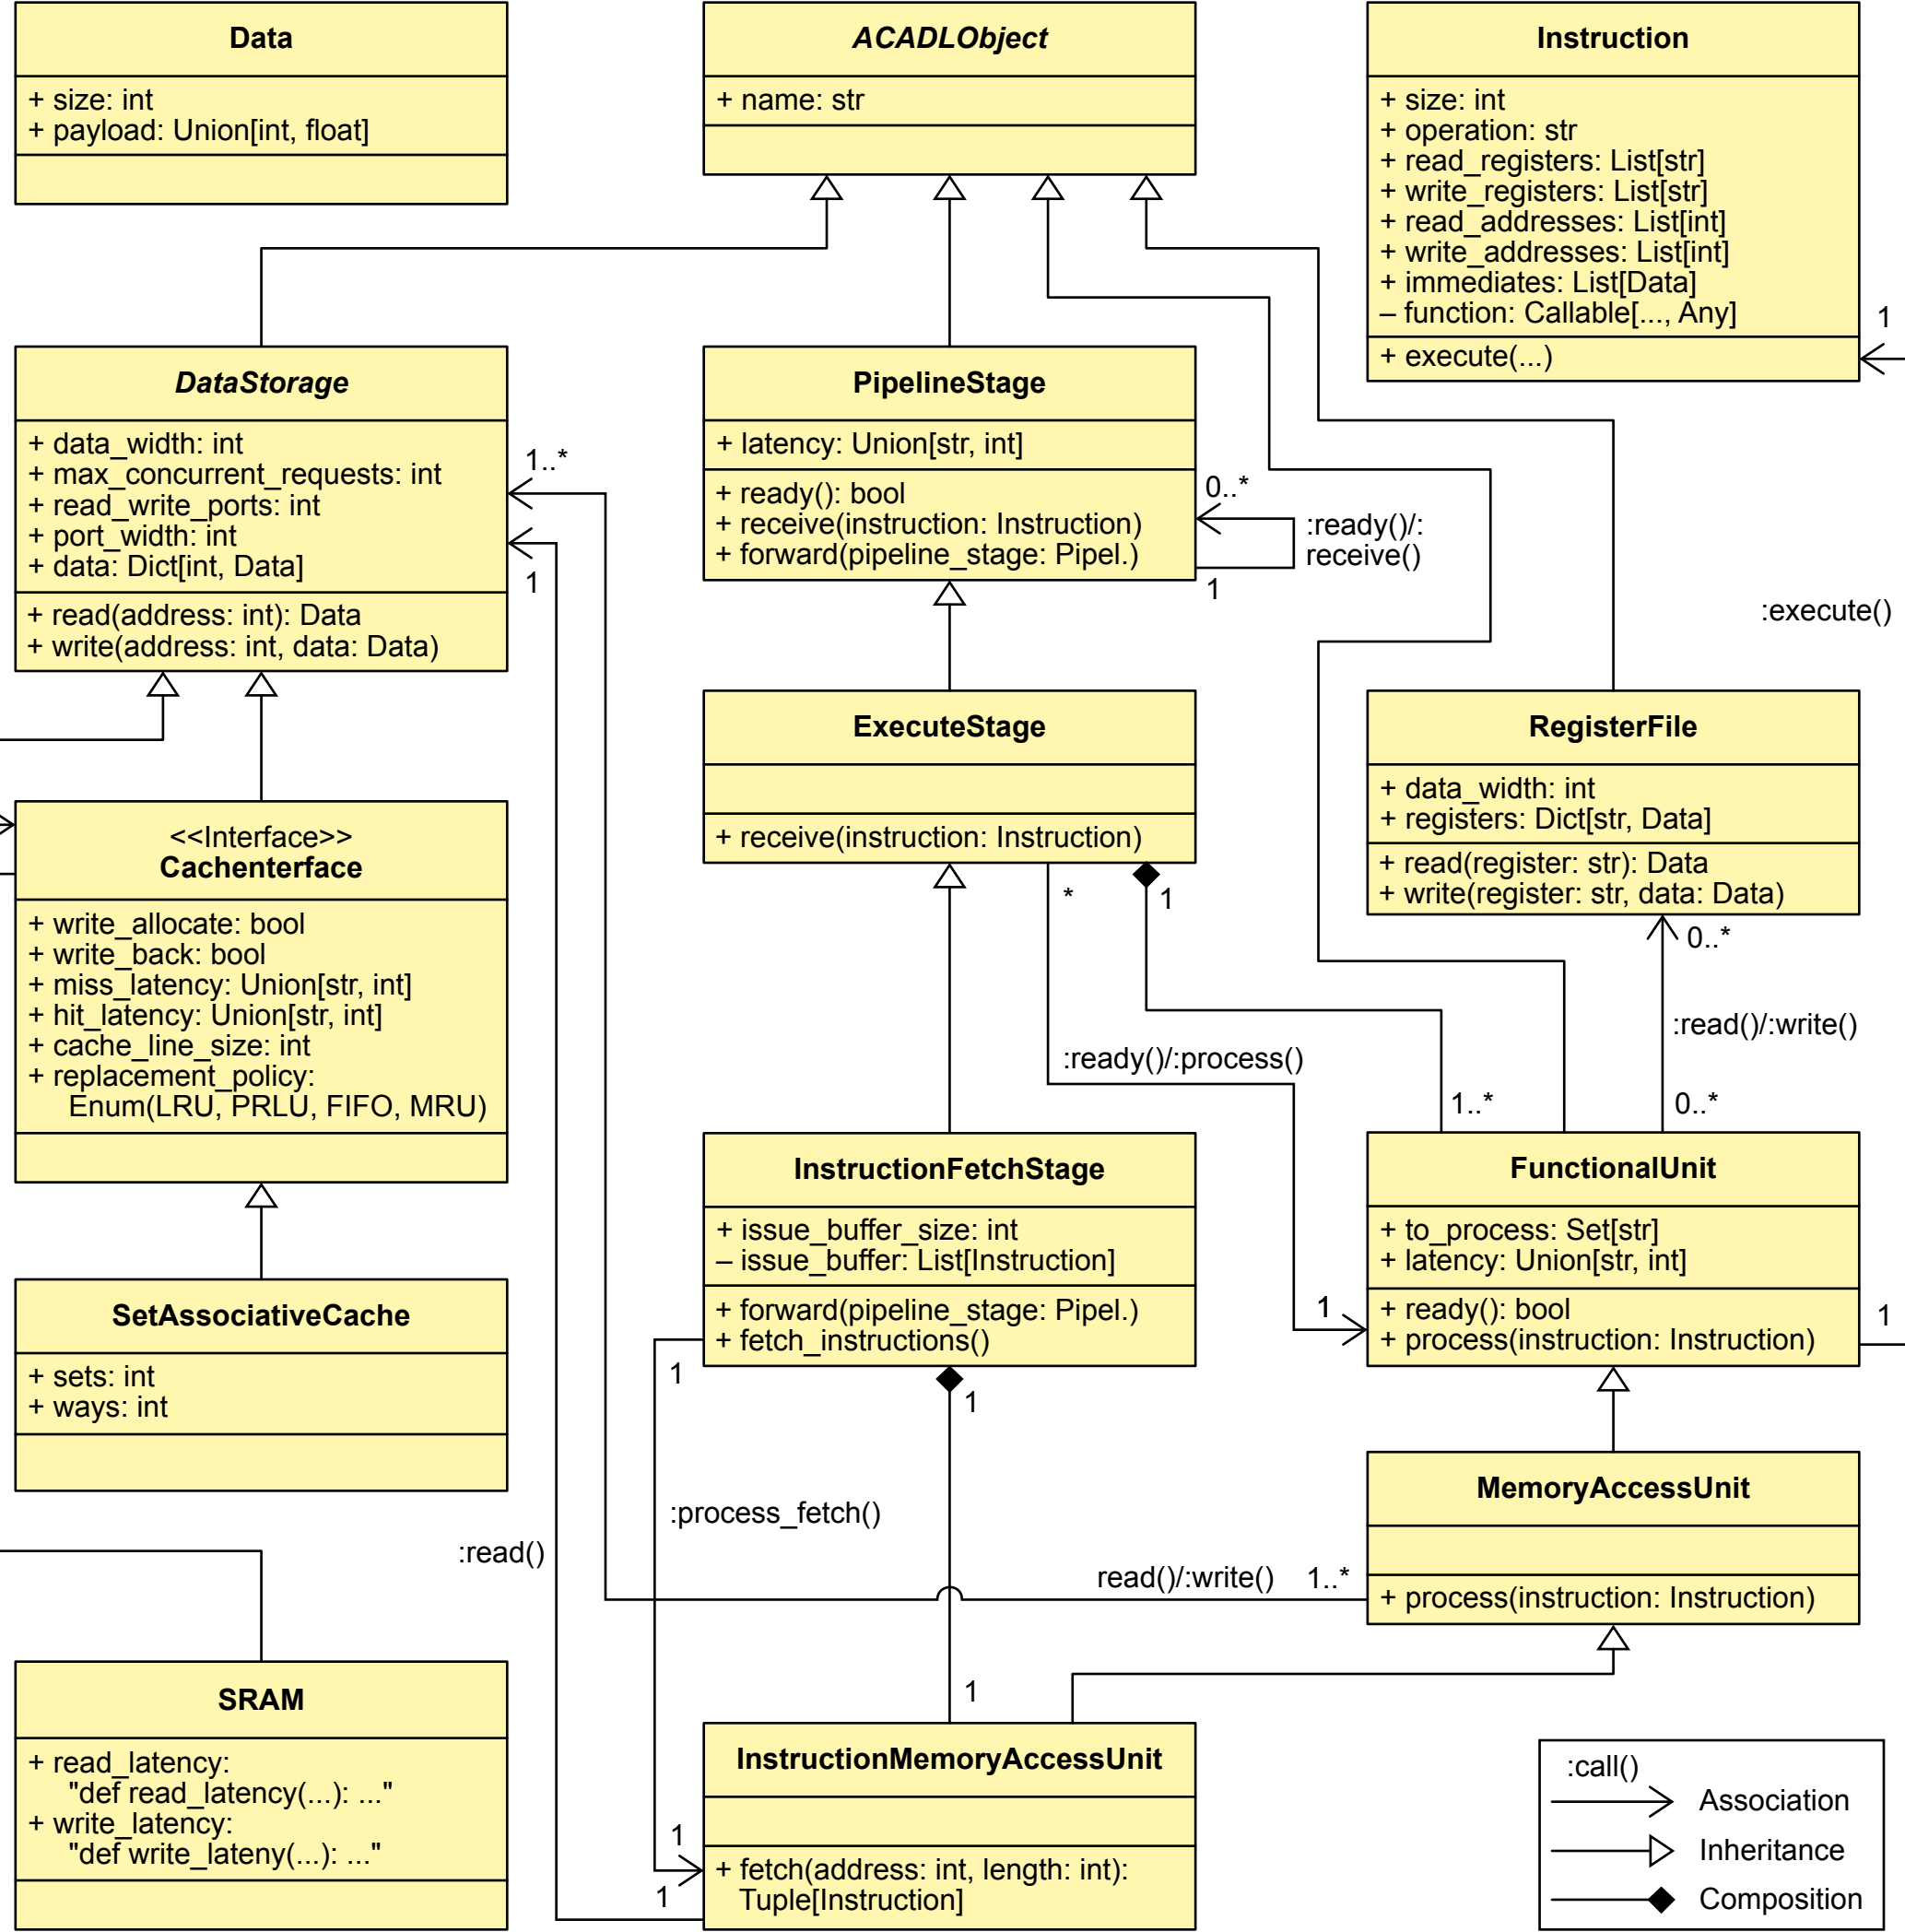 Data
+ size: int
+ payload: Union[int, float]
ACADLObject
+ name: str
Instruction
+ size: int
+ operation: str
+ read_registers: List[str]
+ write_registers: List[str]
+ read_addresses: List[int]
+ write_addresses: List[int]
+ immediates: List[Data]
– function: Callable[..., Any]
+ execute(...)
1
DataStorage
+ data_width: int
+ max_concurrent_requests: int
+ read_write_ports: int
+ port_width: int
+ data: Dict[int, Data]
+ read(address: int): Data
+ write(address: int, data: Data)
1..*
1
PipelineStage
+ latency: Union[str, int]
+ ready(): bool
+ receive(instruction: Instruction)
+ forward(pipeline_stage: Pipel.)
0..*
:ready()/:
receive()
1
:execute()
ExecuteStage
+ receive(instruction: Instruction)
*
1
RegisterFile
+ data_width: int
+ registers: Dict[str, Data]
+ read(register: str): Data
+ write(register: str, data: Data)
0..*
:read()/:write()
0..*
<<Interface>>
Cachenterface
+ write_allocate: bool
+ write_back: bool
+ miss_latency: Union[str, int]
+ hit_latency: Union[str, int]
+ cache_line_size: int
+ replacement_policy:
Enum(LRU, PRLU, FIFO, MRU)
:ready()/:process()
1..*
InstructionFetchStage
+ issue_buffer_size: int
– issue_buffer: List[Instruction]
+ forward(pipeline_stage: Pipel.)
+ fetch_instructions()
1
1
FunctionalUnit
+ to_process: Set[str]
+ latency: Union[str, int]
+ ready(): bool
+ process(instruction: Instruction)
1
1
SetAssociativeCache
+ sets: int
+ ways: int
:process_fetch()
:read()
MemoryAccessUnit
+ process(instruction: Instruction)
read()/:write()
1..*
SRAM
+ read_latency:
"def read_latency(...): ..."
+ write_latency:
"def write_lateny(...): ..."
1
InstructionMemoryAccessUnit
+ fetch(address: int, length: int):
Tuple[Instruction]
1
1
:call()
Association
Inheritance
Composition